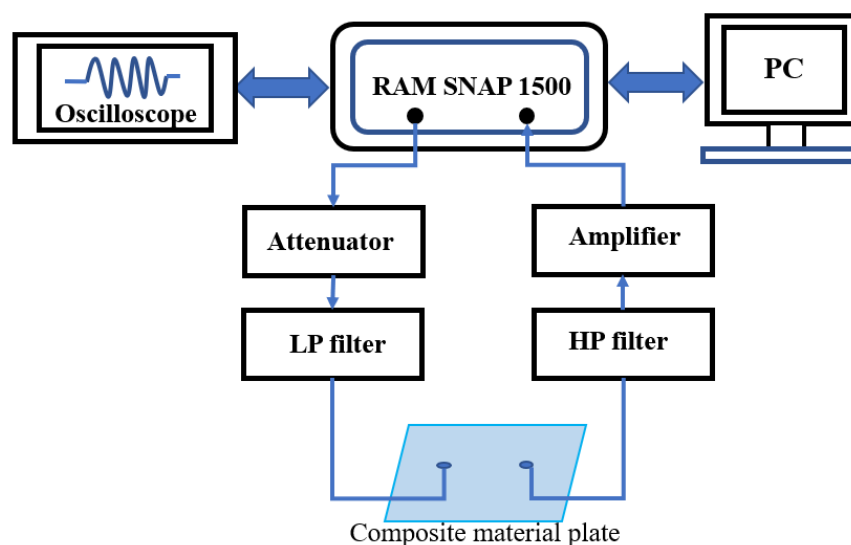 Oscilloscope
RAM SNAP 1500
PC
Attenuator
Amplifier
LP filter
HP filter
Composite material plate